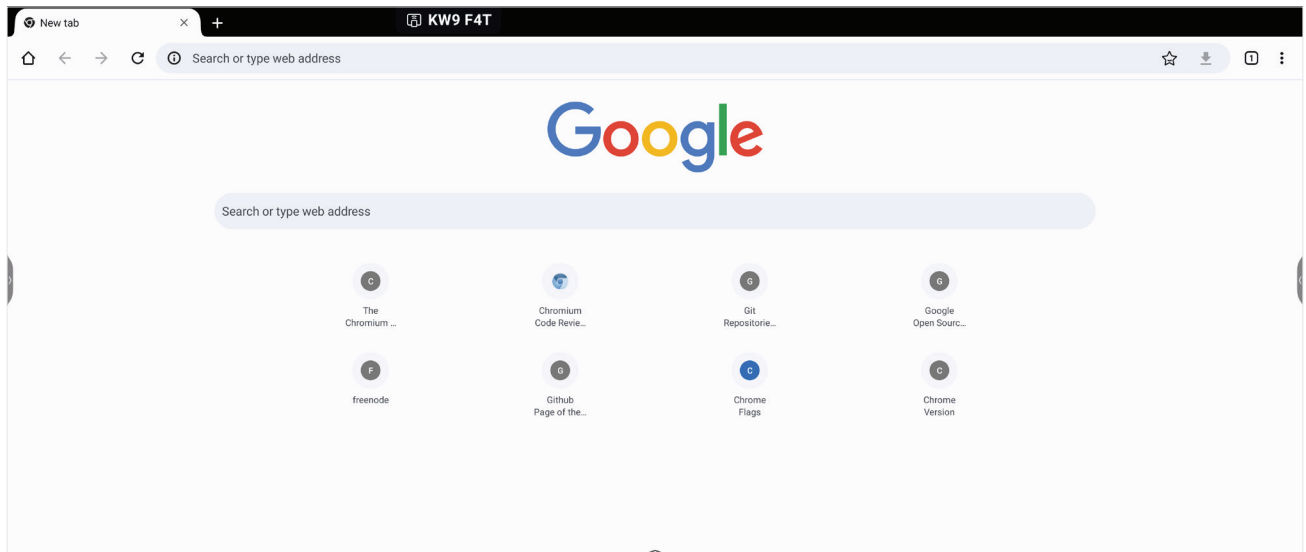 New tab
KW9 F4T
Search or type web address
1
Google
Search or type web address
C
The
Chromium ...
Chromium
Code Revie...
G
Git
Repositorie...
G
Google
Open Sourc...
F
freenode
G
Github
Page of the...
C
Chrome
Flags
C
Chrome
Version